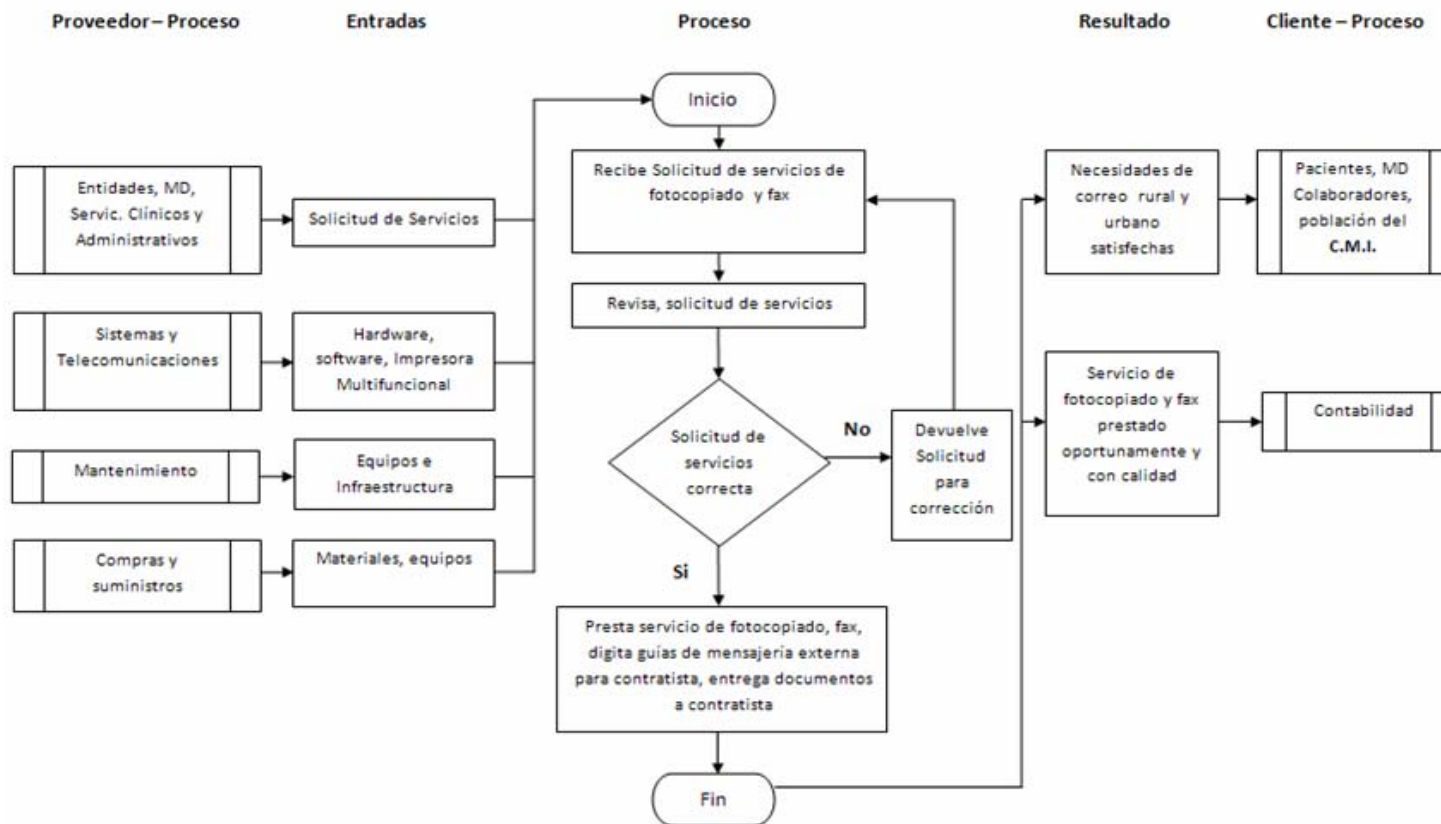 Proveedor – Proceso
Entradas
Proceso
Resultado
Cliente – Proceso
Entidades, MD,
Servic. Clínicos y
Administrativos
Solicitud de Servicios
Sistemas y
Telecomunicaciones
Hardware,
software, Impresora
Multifuncional
Mantenimiento
Equipos e
Infraestructura
Compras y
suministros
Materiales, equipos
Inicio
Recibe Solicitud de servicios de
fotocopiado y fax
Revisa, solicitud de servicios
Solicitud de
servicios
correcta
No
Devuelve
Solicitud
para
corrección
Si
Presta servicio de fotocopiado, fax,
digita guías de mensajería externa
para contratista, entrega documentos
a contratista
Fin
Necesidades de
correo rural y
urbano
satisfechas
Pacientes, MD
Colaboradores,
población del
C.M.I.
Servicio de
fotocopiado y fax
prestado
oportunamente y
con calidad
Contabilidad